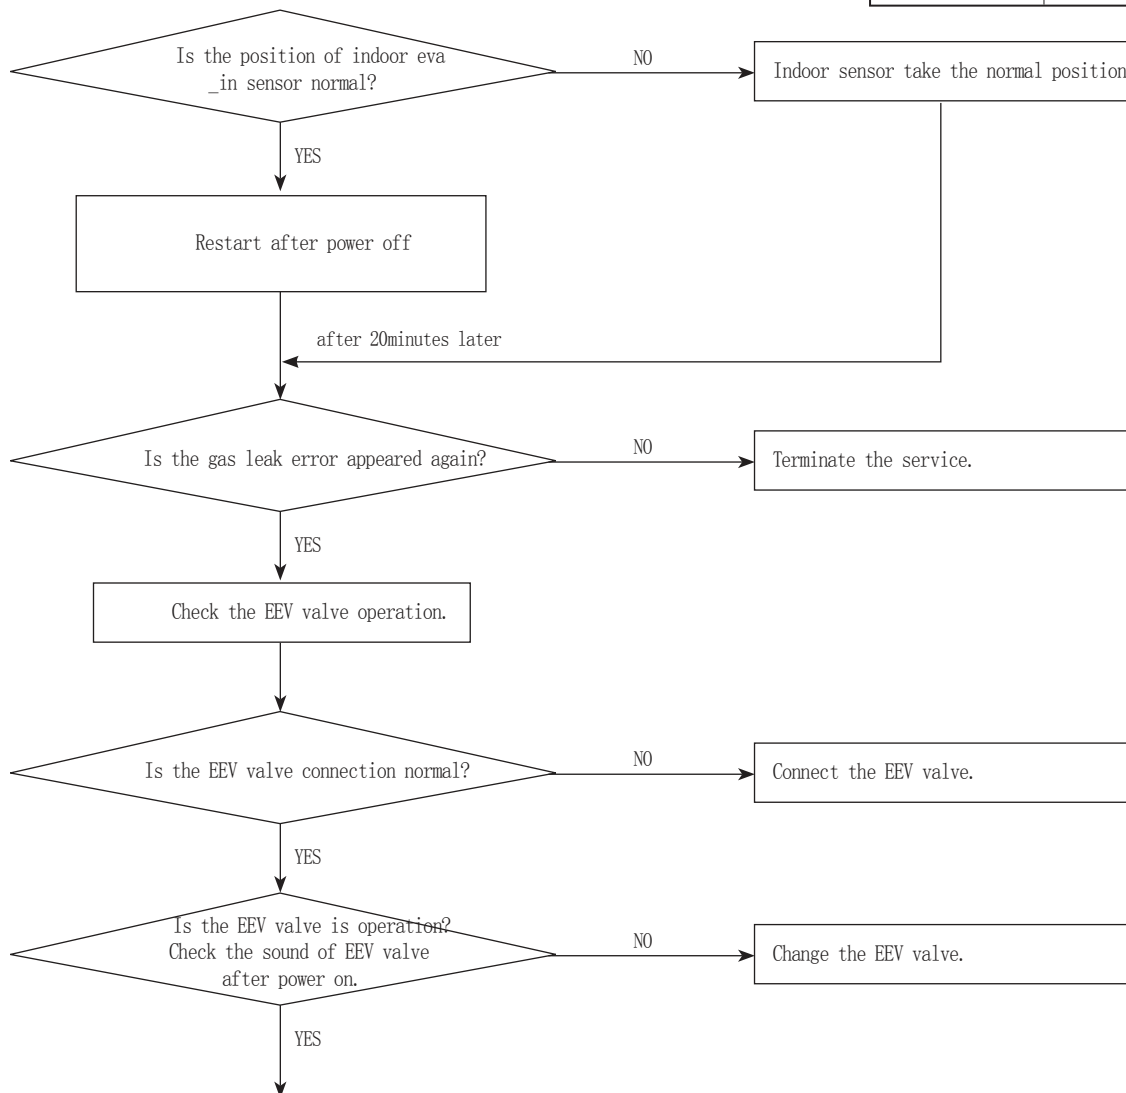 Is the position of indoor eva
_in sensor normal?
NO
Indoor sensor take the normal position
YES
Restart after power off
after 20minutes later
Is the gas leak error appeared again?
NO
Terminate the service.
YES
Check the EEV valve operation.
Is the EEV valve connection normal?
NO
Connect the EEV valve.
YES
Is the EEV valve is operation?
Check the sound of EEV valve
after power on.
NO
Change the EEV valve.
YES